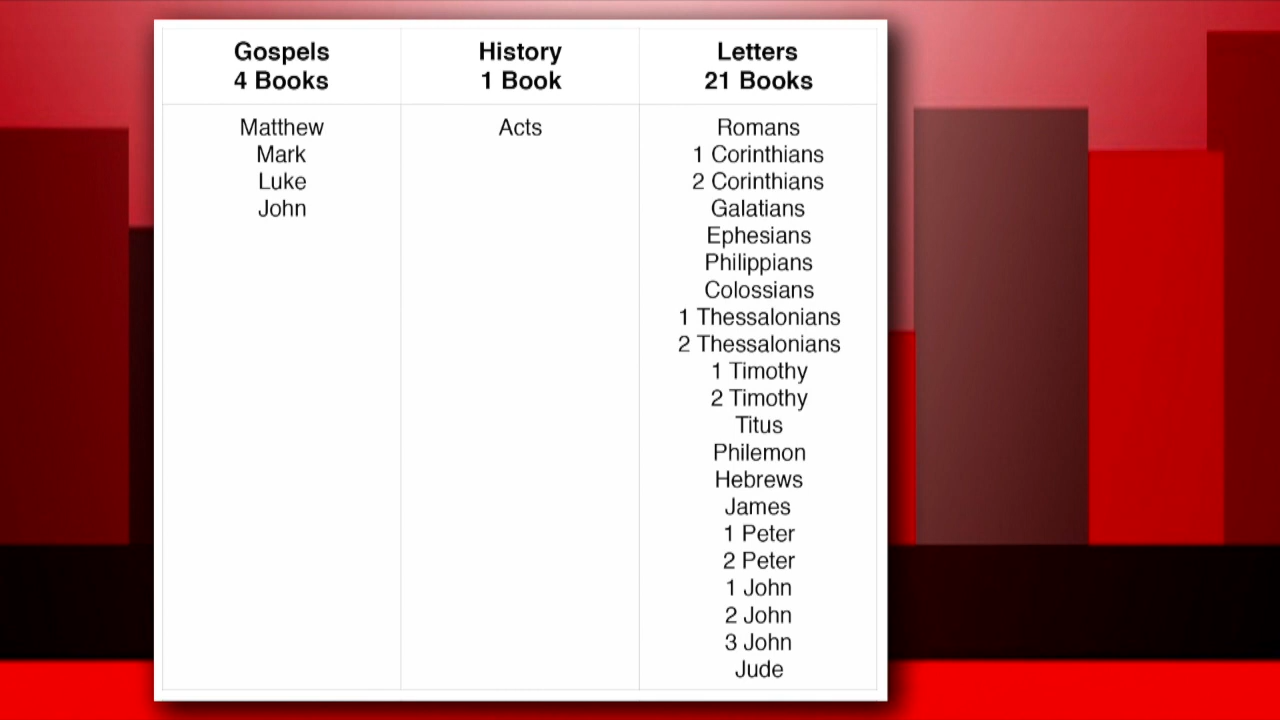 Gospels
4 Books
History
1 Book
Letters
21 Books
Matthew
Mark
Luke
John
Acts
Romans
1 Corinthians
2 Corinthians
Galatians
Ephesians
Philippians
Colossians
1 Thessalonians
2 Thessalonians
1 Timothy
2 Timothy
Titus
Philemon
Hebrews
James
1 Peter
2 Peter
1 John
2 John
3 John
Jude